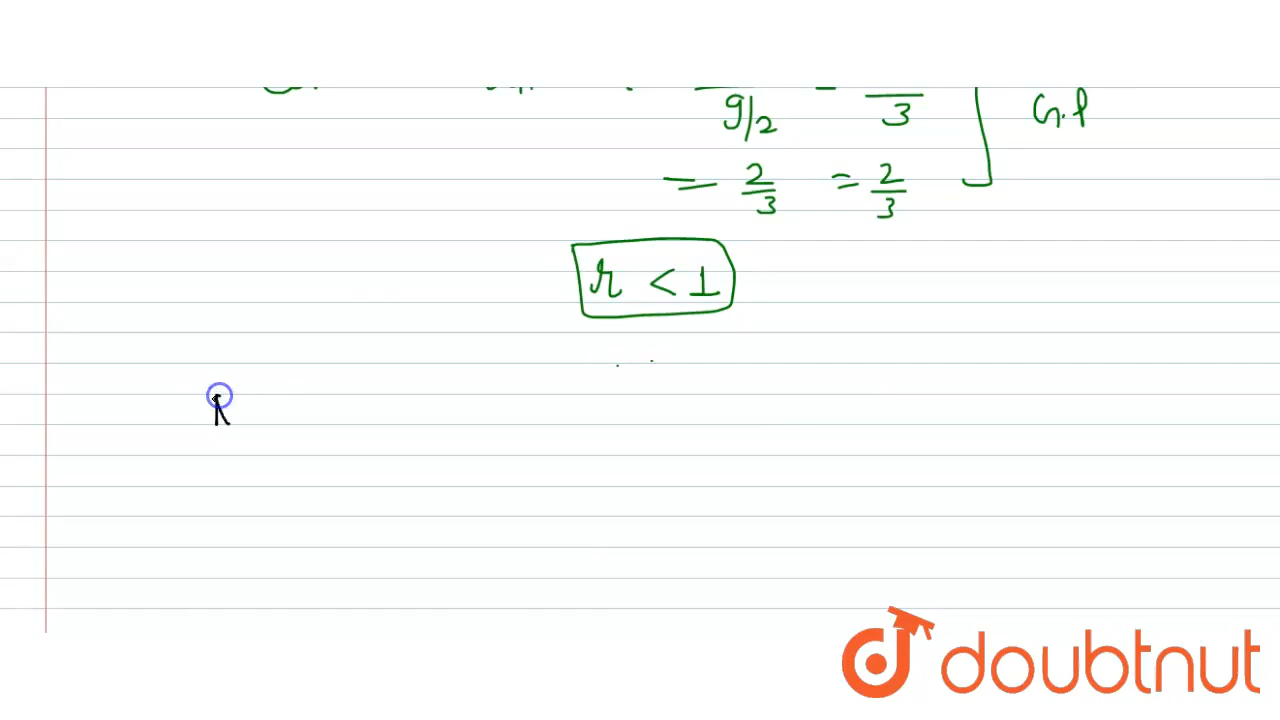 9/2 = 3 G.P
= 2/3 = 2/3
r < 1
doubtnut